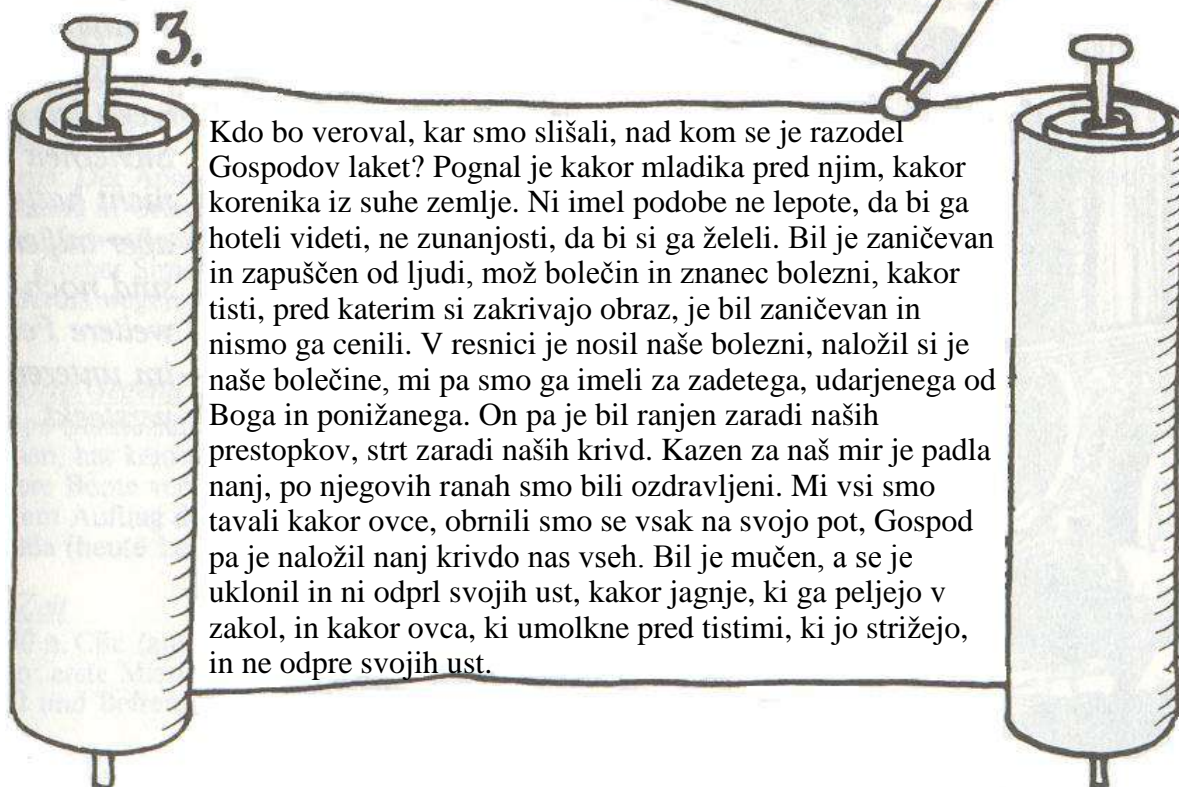 3.
Kdo bo veroval, kar smo slišali, nad kom se je razodel
Gospodov laket? Pognal je kakor mladika pred njim, kakor
korenika iz suhe zemlje. Ni imel podobe ne lepote, da bi ga
hoteli videti, ne zunanjosti, da bi si ga želeli. Bil je zaničevan
in zapuščen od ljudi, mož bolečin in znanec bolezni, kakor
tisti, pred katerim si zakrivajo obraz, je bil zaničevan in
nismo ga cenili. V resnici je nosil naše bolezni, naložil si je
naše bolečine, mi pa smo ga imeli za zadetega, udarjenega od
Boga in ponižanega. On pa je bil ranjen zaradi naših
prestopkov, strt zaradi naših krivd. Kazen za naš mir je padla
nanj, po njegovih ranah smo bili ozdravljeni. Mi vsi smo
tavali kakor ovce, obrnili smo se vsak na svojo pot, Gospod
pa je naložil nanj krivdo nas vseh. Bil je mučen, a se je
uklonil in ni odprl svojih ust, kakor jagnje, ki ga peljejo v
zakol, in kakor ovca, ki umolkne pred tistimi, ki jo strižejo,
in ne odpre svojih ust.